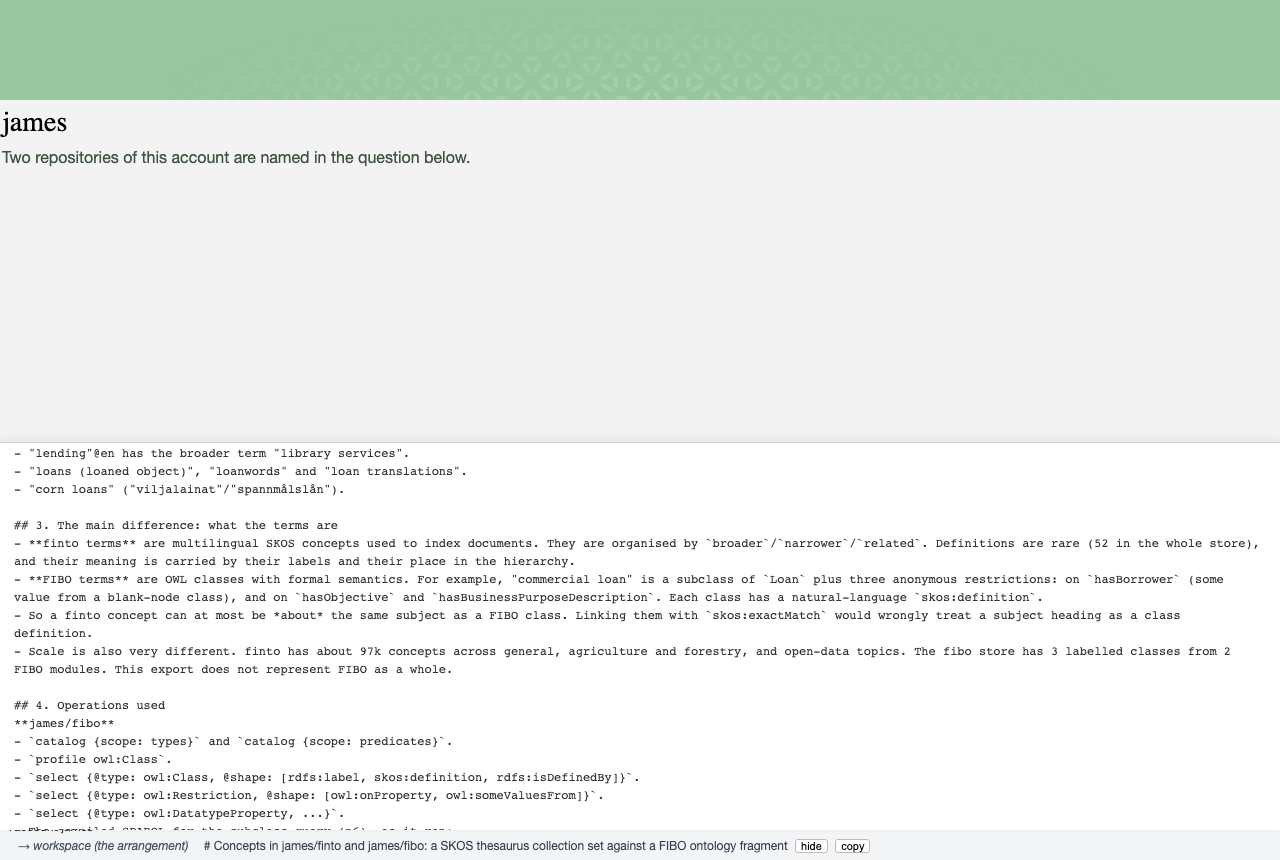 james
Two repositories of this account are named in the question below.
- "lending"@en has the broader term "library services".
- "loans (loaned object)", "loanwords" and "loan translations".
- "corn loans" ("viljalainat"/"spannmålslån").
## 3. The main difference: what the terms are
- **finto terms** are multilingual SKOS concepts used to index documents. They are organised by `broader`/`narrower`/`related`. Definitions are rare (52 in the whole store),
and their meaning is carried by their labels and their place in the hierarchy.
- **FIBO terms** are OWL classes with formal semantics. For example, "commercial loan" is a subclass of `Loan` plus three anonymous restrictions: on `hasBorrower` (some
value from a blank-node class), and on `hasObjective` and `hasBusinessPurposeDescription`. Each class has a natural-language `skos:definition`.
- So a finto concept can at most be *about* the same subject as a FIBO class. Linking them with `skos:exactMatch` would wrongly treat a subject heading as a class
definition.
- Scale is also very different. finto has about 97k concepts across general, agriculture and forestry, and open-data topics. The fibo store has 3 labelled classes from 2
FIBO modules. This export does not represent FIBO as a whole.
## 4. Operations used
**james/fibo**
- `catalog {scope: types}` and `catalog {scope: predicates}`.
- `profile owl:Class`.
- `select {@type: owl:Class, @shape: [rdfs:label, skos:definition, rdfs:isDefinedBy]}`.
- `select {@type: owl:Restriction, @shape: [owl:onProperty, owl:someValuesFrom]}`.
- `select {@type: owl:DatatypeProperty, ...}`.
→ workspace (the arrangement) # Concepts in james/finto and james/fibo: a SKOS thesaurus collection set against a FIBO ontology fragment hide copy